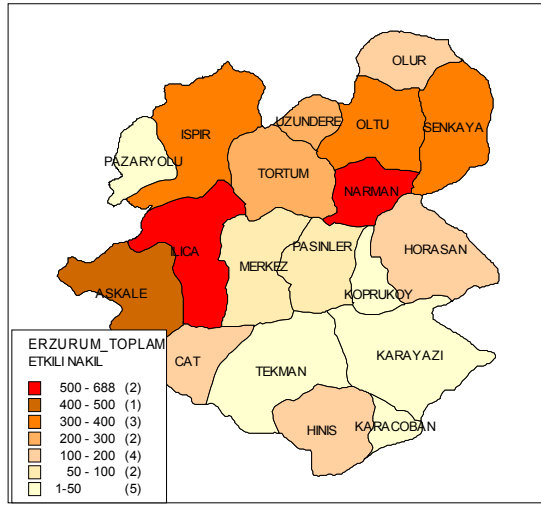 OLUR
UZUNDERE
OLTU
SENKAYA
ISPIR
PAZARYOLU
TORTUM
NARMAN
ILICA
PASINLER
HORASAN
MERKEZ
ASKALE
KOPRUKOY
CAT
KARAYAZI
TEKMAN
HINIS
KARACOBAN
ERZURUM_TOPLAM
ETKILI NAKIL
500 - 688 (2)
400 - 500 (1)
300 - 400 (3)
200 - 300 (2)
100 - 200 (4)
50 - 100 (2)
1-50 (5)